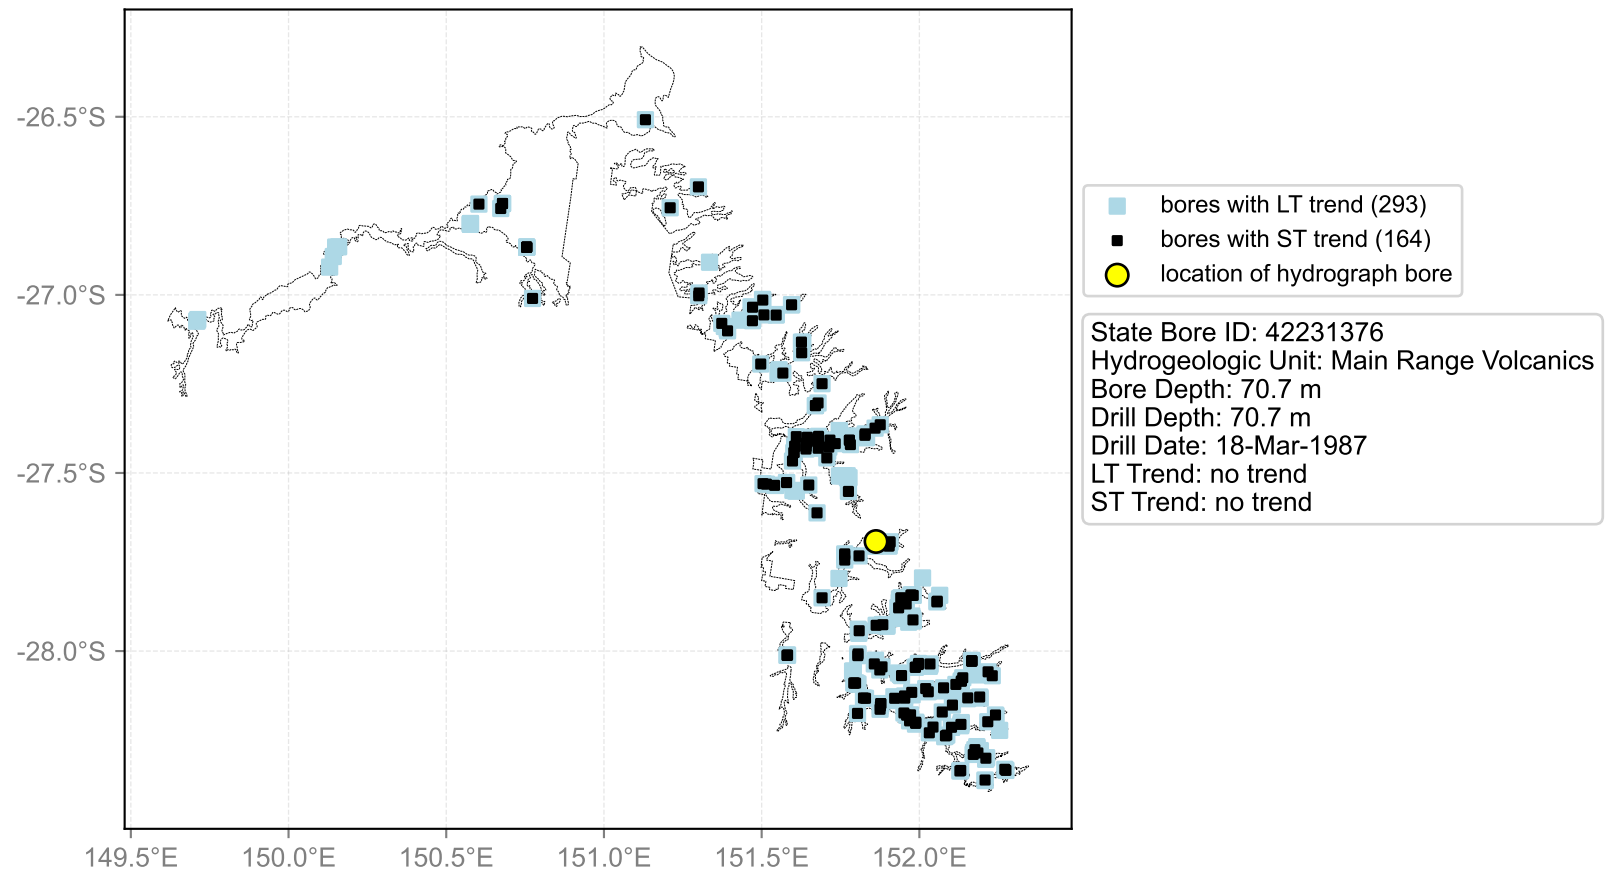 -26.5°S
-27.0°S
-27.5°S
-28.0°S
149.5°E
150.0°E
150.5°E
151.0°E
151.5°E
152.0°E
bores with LT trend (293)
bores with ST trend (164)
location of hydrograph bore
State Bore ID: 42231376
Hydrogeologic Unit: Main Range Volcanics
Bore Depth: 70.7 m
Drill Depth: 70.7 m
Drill Date: 18-Mar-1987
LT Trend: no trend
ST Trend: no trend